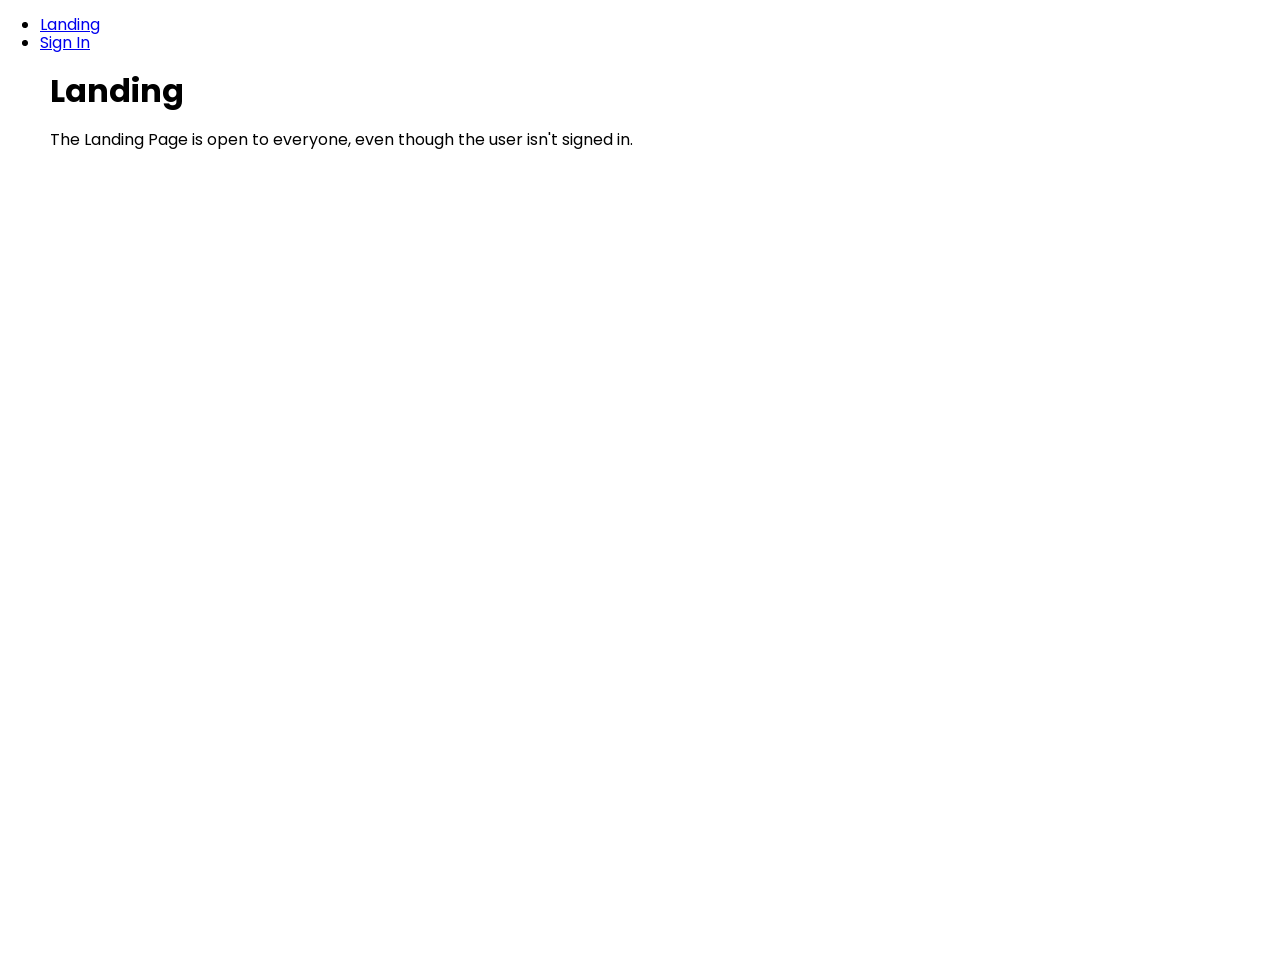 Landing
Sign In
Landing
The Landing Page is open to everyone, even though the user isn't signed in.